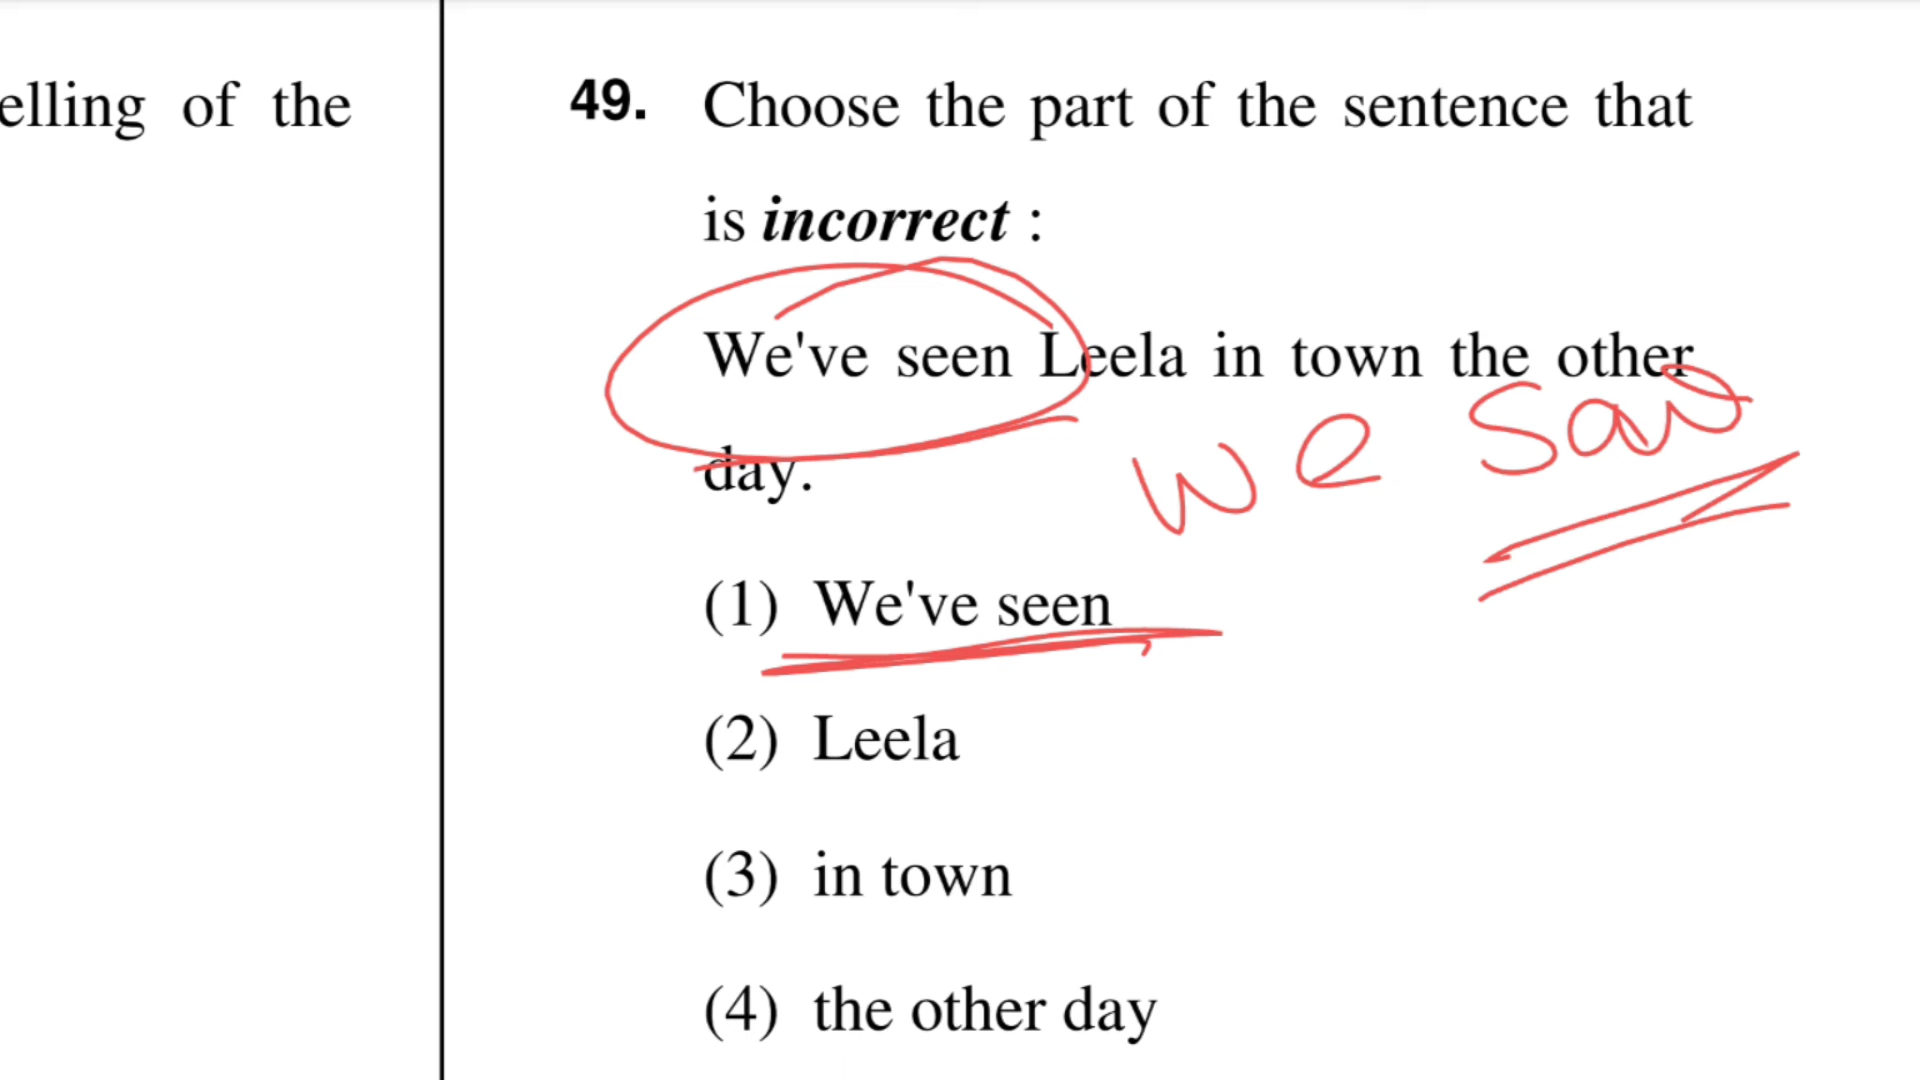 elling of the
49. Choose the part of the sentence that
is incorrect :
We've seen Leela in town the other
we saw
day.
(1) We've seen
(2) Leela
(3) in town
(4) the other day